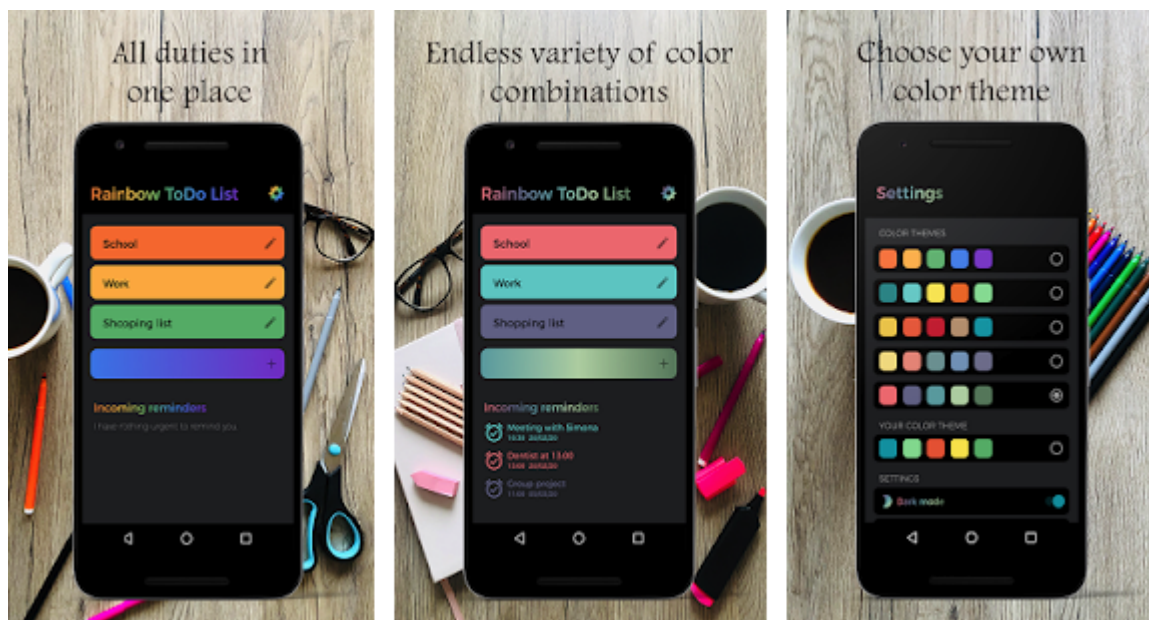 All duties in
one place
Rainbow ToDo List
School
Work
Shopping list
+
Incoming reminders
I have nothing urgent to remind you
Endless variety of color
combinations
Rainbow ToDo List
School
Work
Shopping list
+
Incoming reminders
Meeting with Simona
Dentist at 13:00
Group project
Choose your own
color theme
Settings
COLOR THEMES
YOUR COLOR THEME
SETTINGS
Dark mode